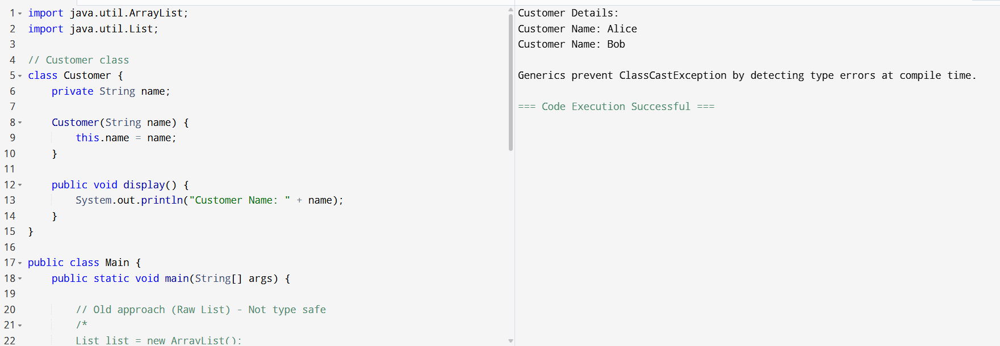 1 import java.util.ArrayList;
2 import java.util.List;
3
4 // Customer class
5 class Customer {
6     private String name;
7
8     Customer(String name) {
9         this.name = name;
10     }
11
12     public void display() {
13         System.out.println("Customer Name: " + name);
14     }
15 }
16
17 public class Main {
18     public static void main(String[] args) {
19
20         // Old approach (Raw List) - Not type safe
21         /*
22         List list = new ArrayList();
Customer Details:
Customer Name: Alice
Customer Name: Bob
Generics prevent ClassCastException by detecting type errors at compile time.
=== Code Execution Successful ===